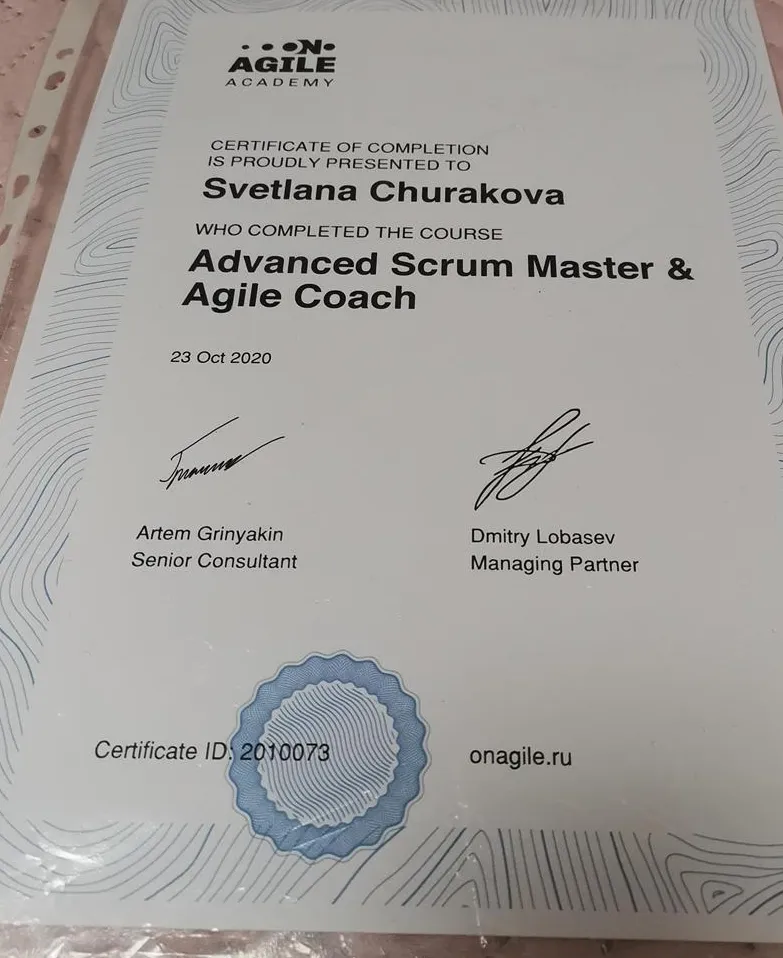 ON
AGILE
ACADEMY
CERTIFICATE OF COMPLETION
IS PROUDLY PRESENTED TO
Svetlana Churakova
WHO COMPLETED THE COURSE
Advanced Scrum Master &
Agile Coach
23 Oct 2020
Artem Grinyakin
Senior Consultant
Dmitry Lobasev
Managing Partner
Certificate ID: 2010073
onagile.ru